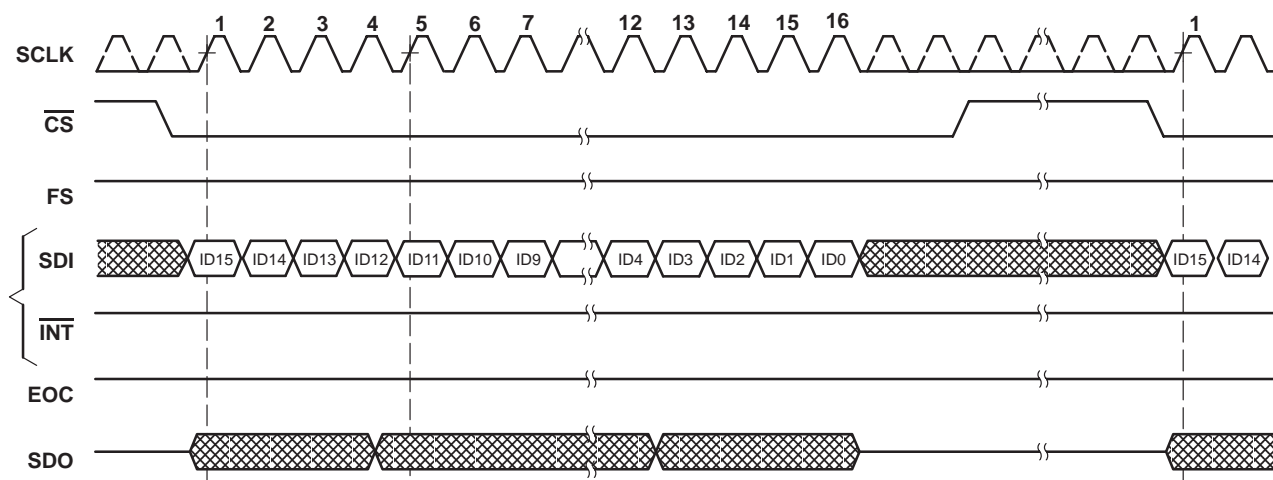 1 2 3 4 5 6 7 12 13 14 15 16 1
SCLK
CS
FS
SDI ID15 ID14 ID13 ID12 ID11 ID10 ID9 ID4 ID3 ID2 ID1 ID0 ID15 ID14
INT
EOC
SDO